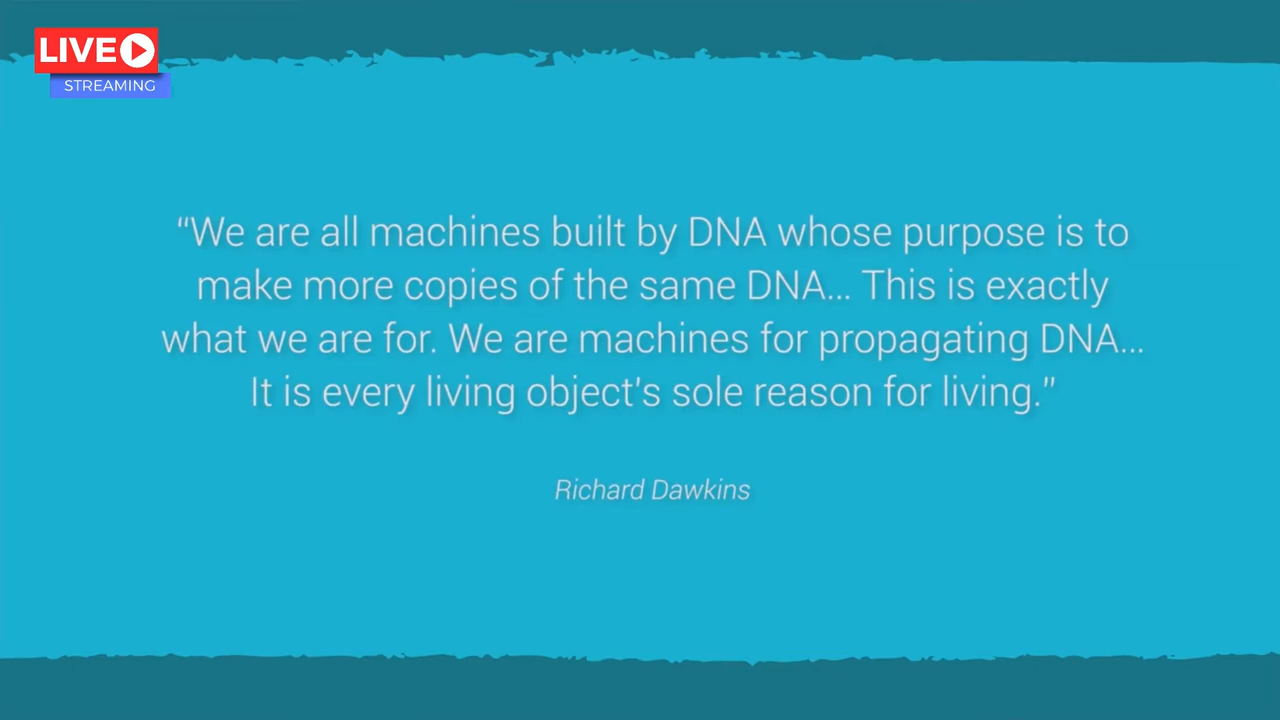 LIVE
STREAMING
“We are all machines built by DNA whose purpose is to
make more copies of the same DNA... This is exactly
what we are for. We are machines for propagating DNA...
It is every living object's sole reason for living.”
Richard Dawkins